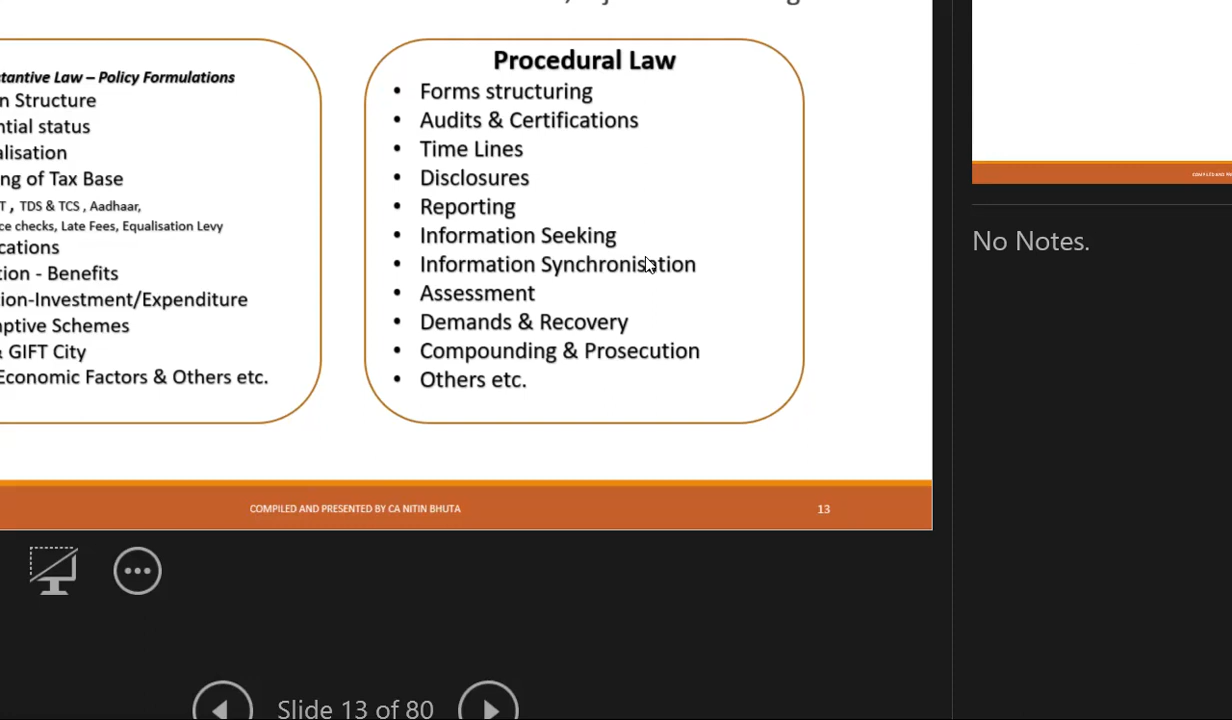 Procedural Law
tantive Law – Policy Formulations
n Structure
ntial status
alisation
ng of Tax Base
T , TDS & TCS , Aadhaar,
ce checks, Late Fees, Equalisation Levy
cations
tion - Benefits
ion-Investment/Expenditure
ptive Schemes
& GIFT City
Economic Factors & Others etc.
• Forms structuring
• Audits & Certifications
• Time Lines
• Disclosures
• Reporting
• Information Seeking
• Information Synchronisation
• Assessment
• Demands & Recovery
• Compounding & Prosecution
• Others etc.
COMPILED AND PRESENTED BY CA NITIN BHUTA
13
No Notes.
Slide 13 of 80